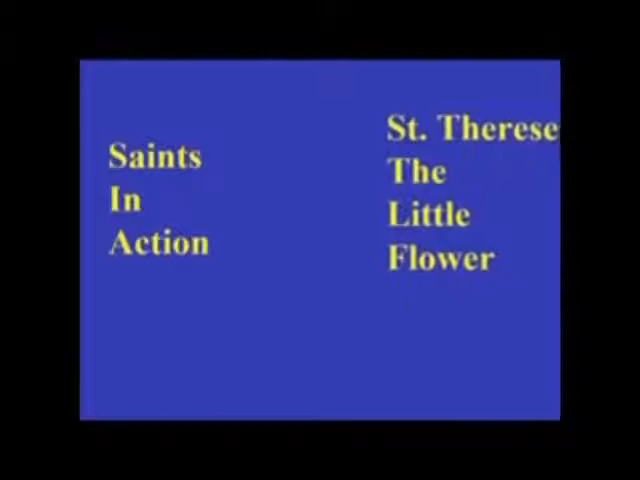 Saints
In
Action
St. Therese
The
Little
Flower